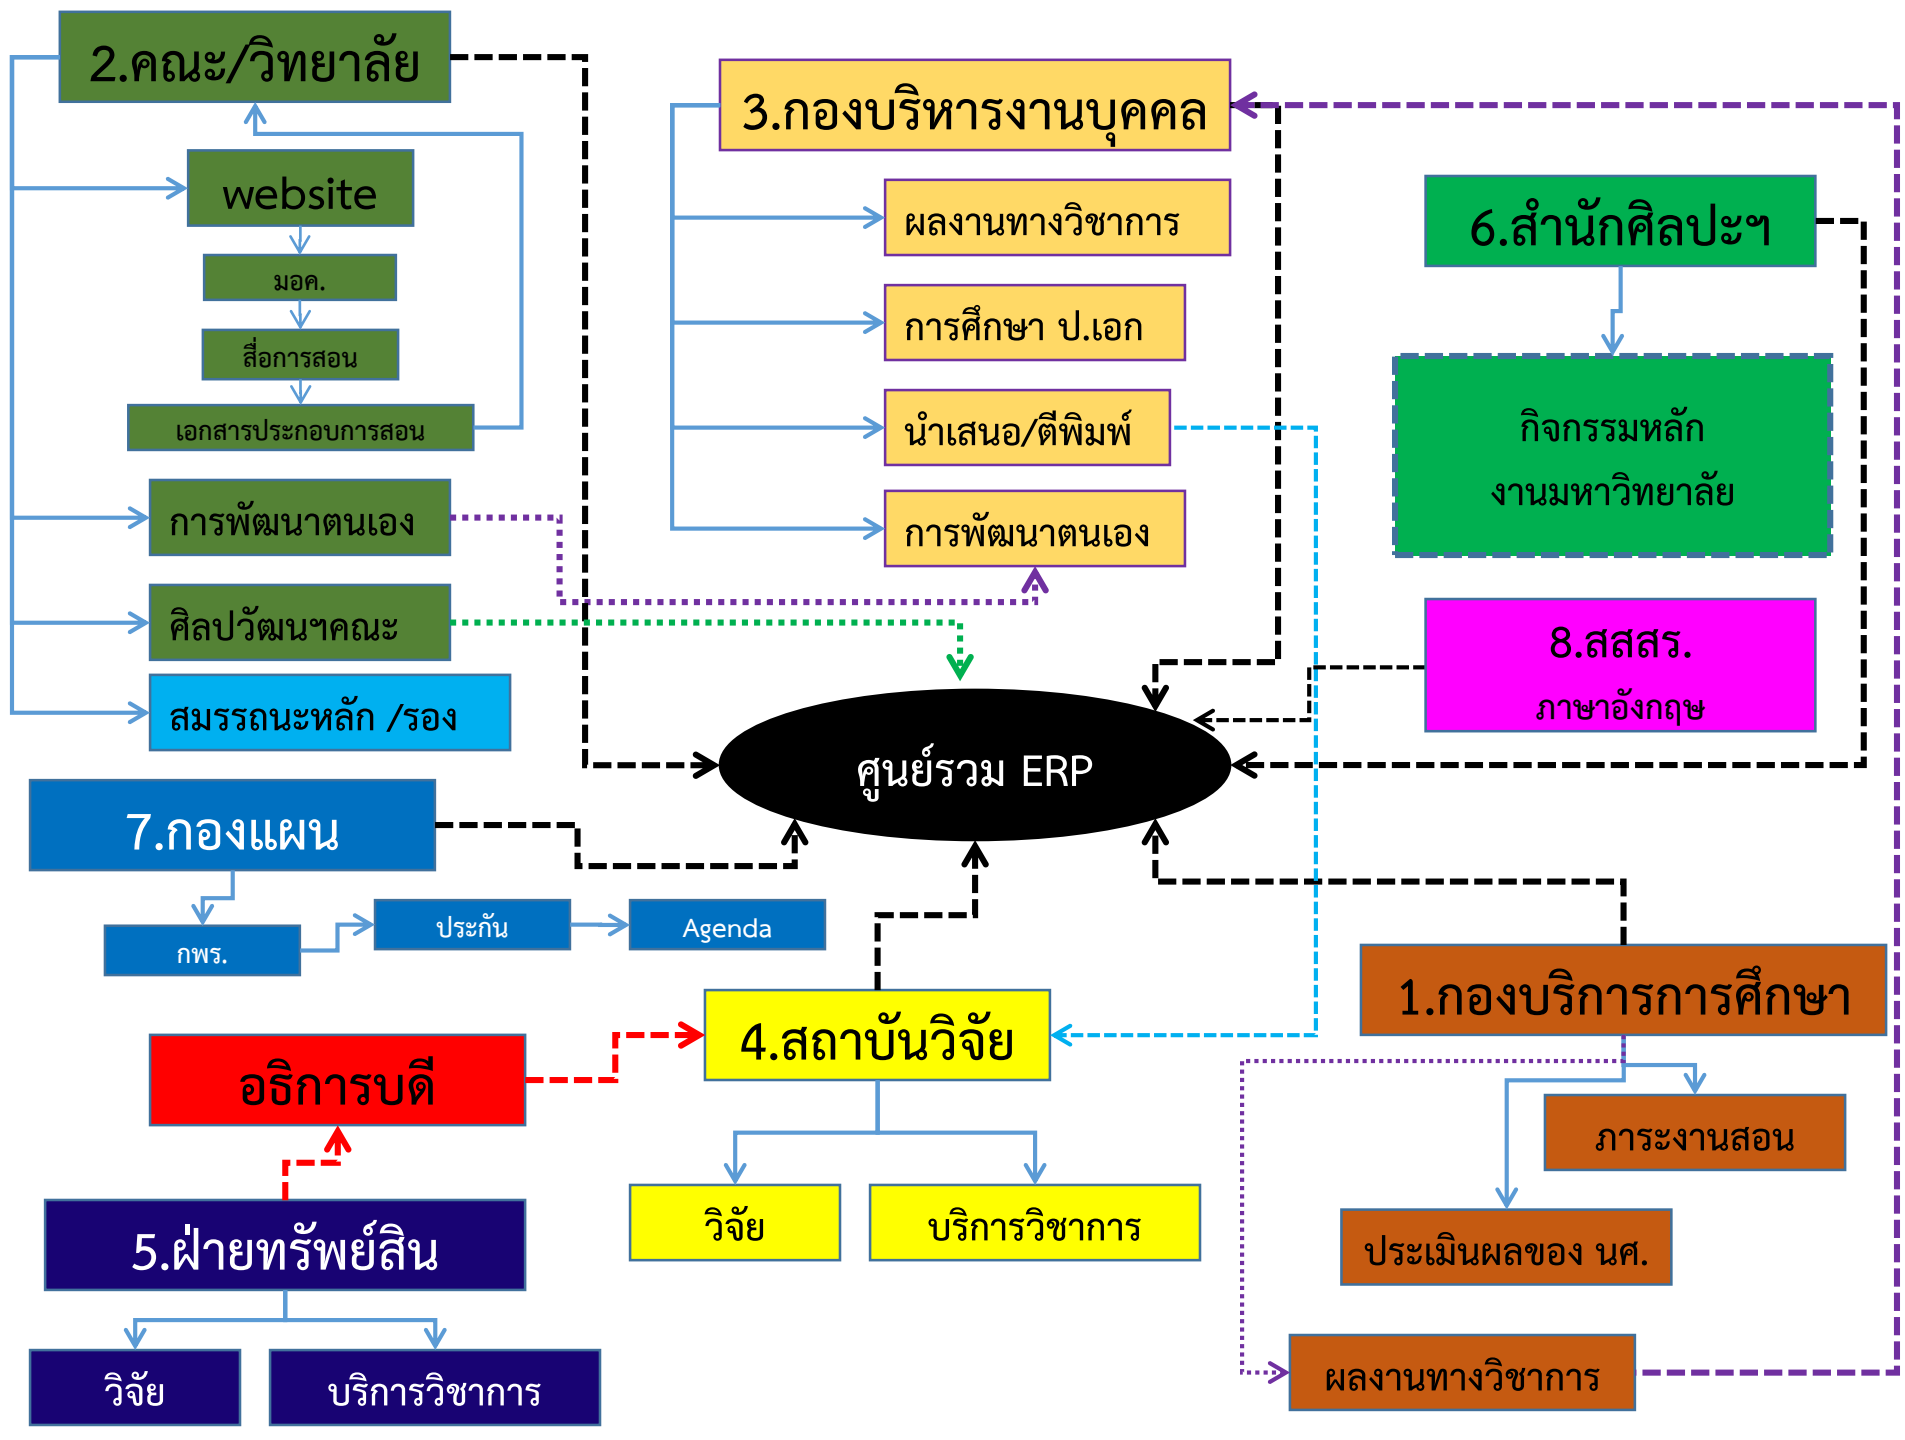 2.คณะ/วิทยาลัย
website
มอค.
สื่อการสอน
เอกสารประกอบการสอน
การพัฒนาตนเอง
ศิลปวัฒนฯคณะ
สมรรถนะหลัก /รอง
3.กองบริหารงานบุคคล
ผลงานทางวิชาการ
การศึกษา ป.เอก
นำเสนอ/ตีพิมพ์
การพัฒนาตนเอง
6.สำนักศิลปะฯ
กิจกรรมหลัก
งานมหาวิทยาลัย
8.สสสร.
ภาษาอังกฤษ
ศูนย์รวม ERP
7.กองแผน
กพร.
ประกัน
Agenda
4.สถาบันวิจัย
วิจัย
บริการวิชาการ
อธิการบดี
5.ฝ่ายทรัพย์สิน
วิจัย
บริการวิชาการ
1.กองบริการการศึกษา
ภาระงานสอน
ประเมินผลของ นศ.
ผลงานทางวิชาการ